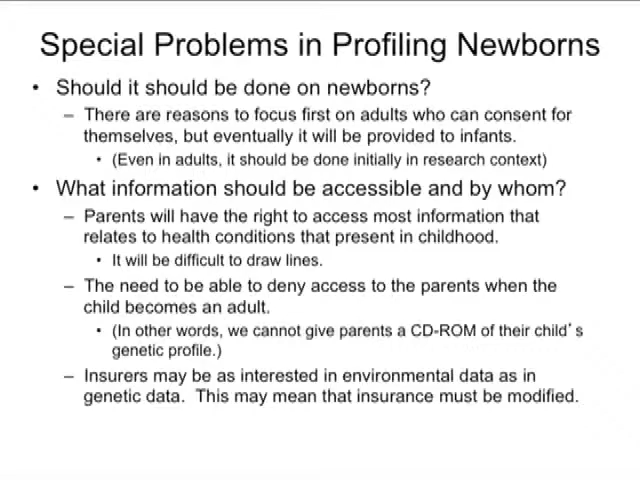 Special Problems in Profiling Newborns
• Should it should be done on newborns?
– There are reasons to focus first on adults who can consent for
themselves, but eventually it will be provided to infants.
• (Even in adults, it should be done initially in research context)
• What information should be accessible and by whom?
– Parents will have the right to access most information that
relates to health conditions that present in childhood.
• It will be difficult to draw lines.
– The need to be able to deny access to the parents when the
child becomes an adult.
• (In other words, we cannot give parents a CD-ROM of their child's
genetic profile.)
– Insurers may be as interested in environmental data as in
genetic data.  This may mean that insurance must be modified.